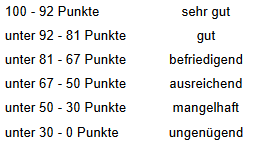 100 - 92 Punkte sehr gut
unter 92 - 81 Punkte gut
unter 81 - 67 Punkte befriedigend
unter 67 - 50 Punkte ausreichend
unter 50 - 30 Punkte mangelhaft
unter 30 - 0 Punkte ungenügend